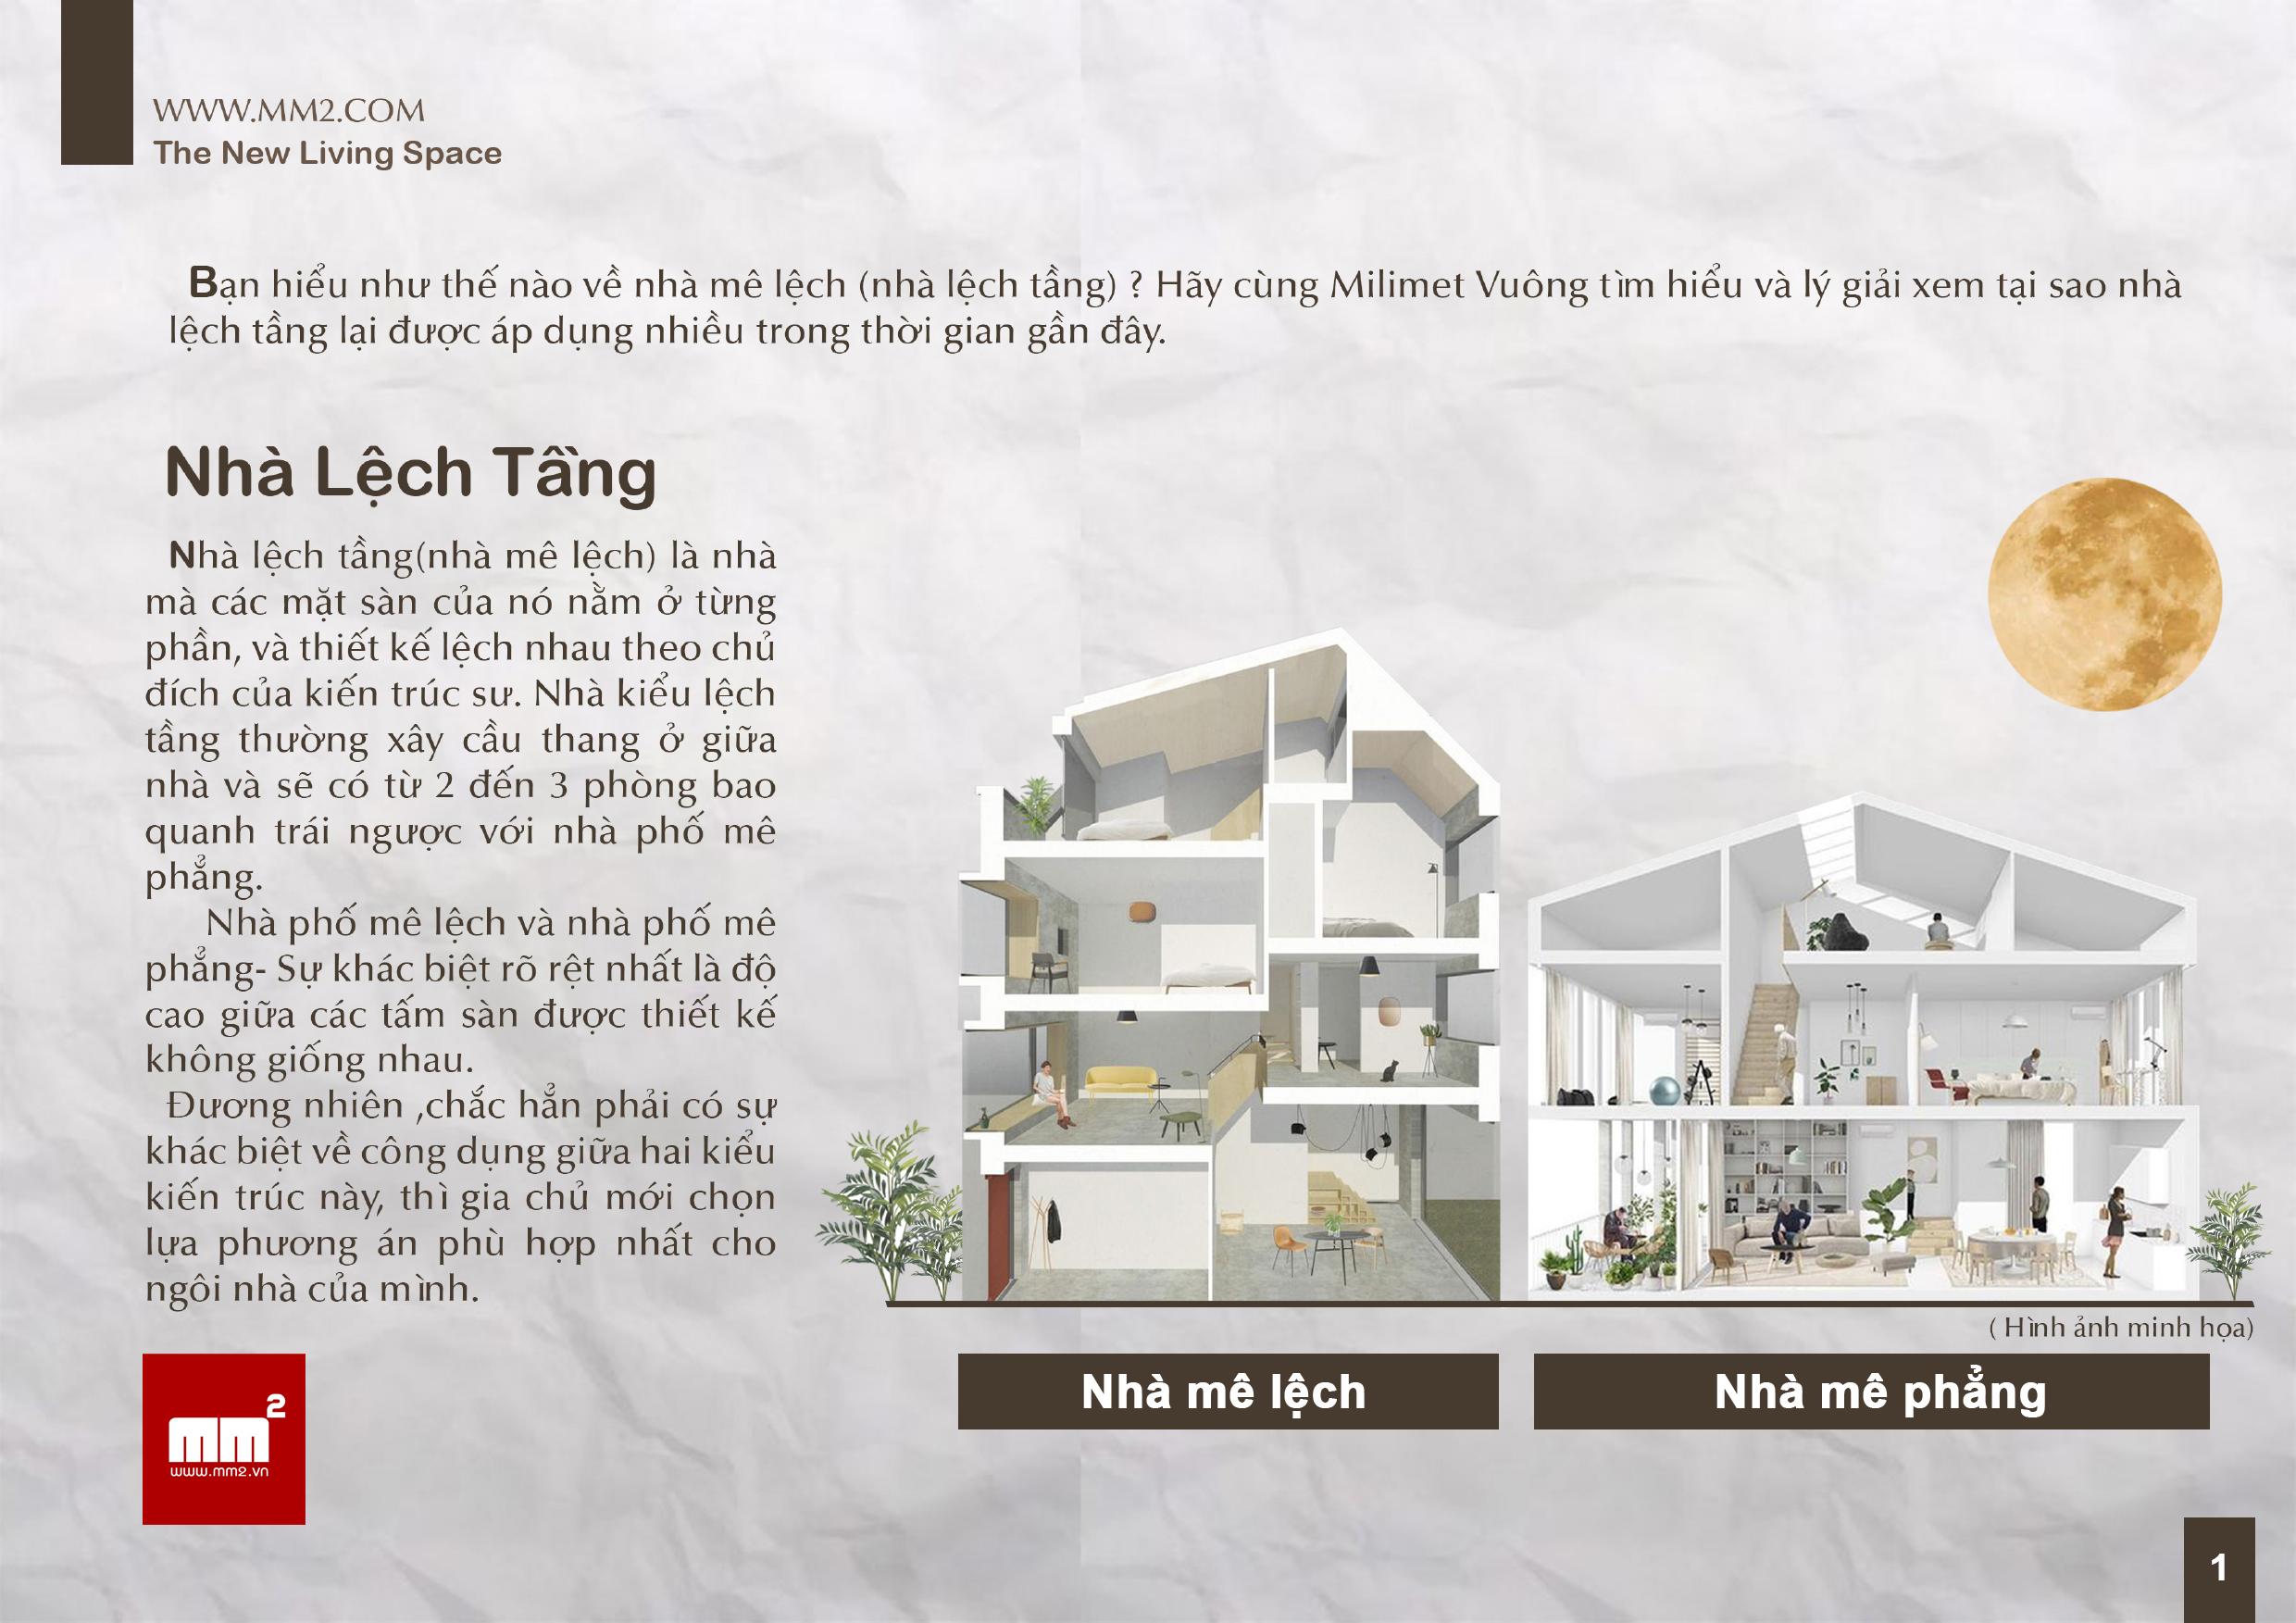 WWW.MM2.COM
The New Living Space
Bạn hiểu như thế nào về nhà mê lệch (nhà lệch tầng) ? Hãy cùng Milimet Vuông tìm hiểu và lý giải xem tại sao nhà
lệch tầng lại được áp dụng nhiều trong thời gian gần đây.
Nhà Lệch Tầng
Nhà lệch tầng(nhà mê lệch) là nhà
mà các mặt sàn của nó nằm ở từng
phần, và thiết kế lệch nhau theo chủ
đích của kiến trúc sư. Nhà kiểu lệch
tầng thường xây cầu thang ở giữa
nhà và sẽ có từ 2 đến 3 phòng bao
quanh trái ngược với nhà phố mê
phẳng.
Nhà phố mê lệch và nhà phố mê
phẳng- Sự khác biệt rõ rệt nhất là độ
cao giữa các tấm sàn được thiết kế
không giống nhau.
Đương nhiên ,chắc hẳn phải có sự
khác biệt về công dụng giữa hai kiểu
kiến trúc này, thì gia chủ mới chọn
lựa phương án phù hợp nhất cho
ngôi nhà của mình.
( Hình ảnh minh họa)
Nhà mê lệch
Nhà mê phẳng
mm2
www.mm2.vn
1